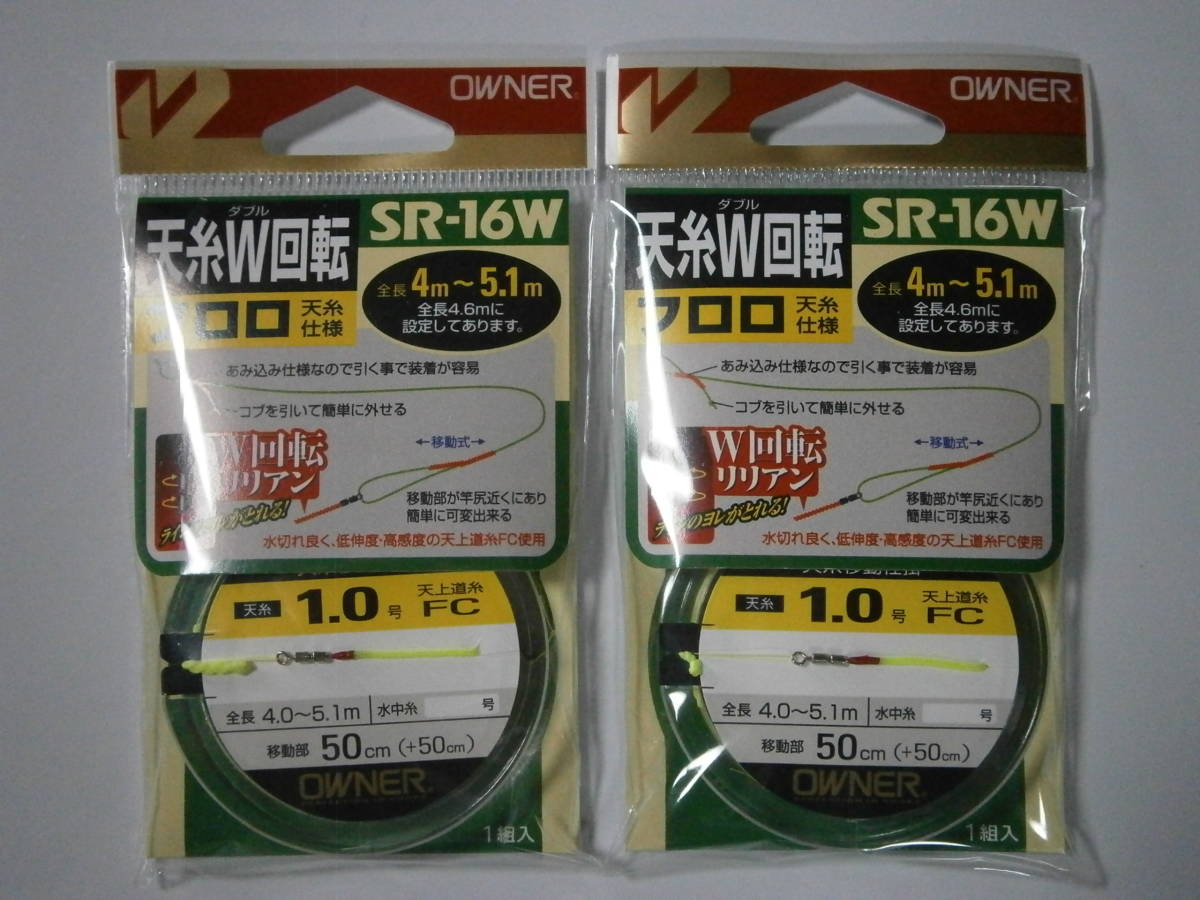 OWNER
ダブル
天糸W回転
SR-16W
フロロ 天糸仕様
全長 4m～5.1m
全長4.6mに
設定してあります。
あみ込み仕様なので引く事で装着が容易
コブを引いて簡単に外せる
←移動式→
W回転
リリアン
移動部が竿尻近くにあり
簡単に可変出来る
水切れ良く、低伸度・高感度の天上道糸FC使用
天糸 1.0号 天上道糸 FC
全長 4.0～5.1m 水中糸 号
移動部 50cm (+50cm)
OWNER
1組入
OWNER
ダブル
天糸W回転
SR-16W
フロロ 天糸仕様
全長 4m～5.1m
全長4.6mに
設定してあります。
あみ込み仕様なので引く事で装着が容易
コブを引いて簡単に外せる
←移動式→
W回転
リリアン
のヨレがとれる!
移動部が竿尻近くにあり
簡単に可変出来る
水切れ良く、低伸度・高感度の天上道糸FC使用
天糸 1.0号 天上道糸 FC
全長 4.0～5.1m 水中糸 号
移動部 50cm (+50cm)
OWNER
1組入